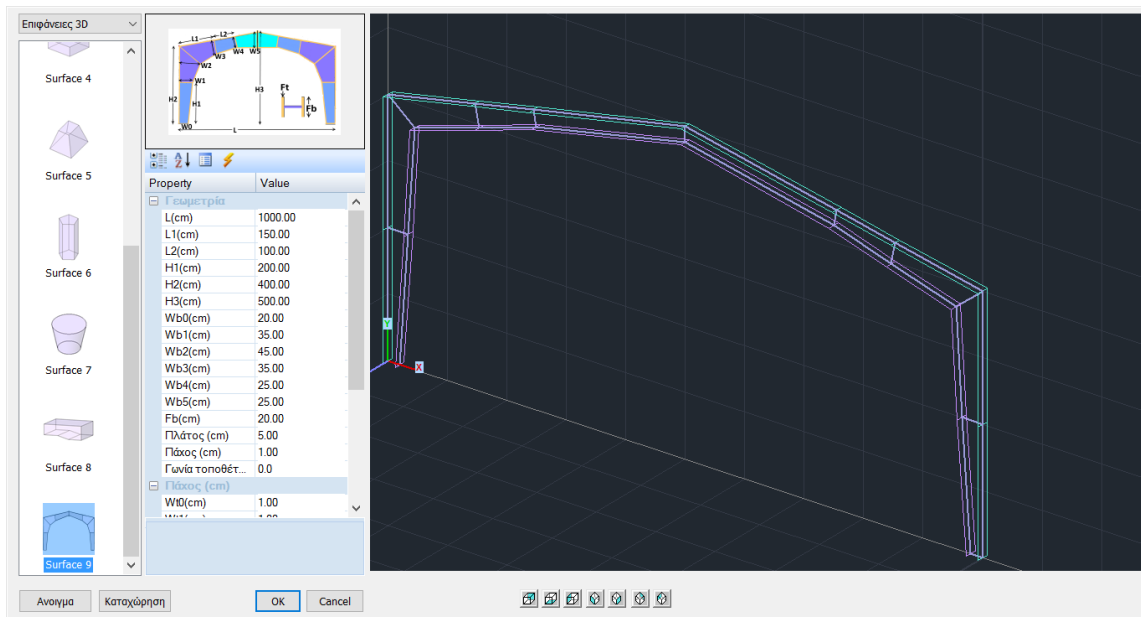 Επιφάνειες 3D
Surface 4
Surface 5
Surface 6
Surface 7
Surface 8
Surface 9
L1
L2
W5
W4
W3
W2
W1
H3
H2
H1
Ft
Fb
W0
L
Property Value
Γεωμετρία
L(cm) 1000.00
L1(cm) 150.00
L2(cm) 100.00
H1(cm) 200.00
H2(cm) 400.00
H3(cm) 500.00
Wb0(cm) 20.00
Wb1(cm) 35.00
Wb2(cm) 45.00
Wb3(cm) 35.00
Wb4(cm) 25.00
Wb5(cm) 25.00
Fb(cm) 20.00
Πλάτος (cm) 5.00
Πάχος (cm) 1.00
Γωνία τοποθέτ... 0.0
Πάχος (cm)
Wt0(cm) 1.00
Y
X
Ανοιγμα Καταχώρηση OK Cancel